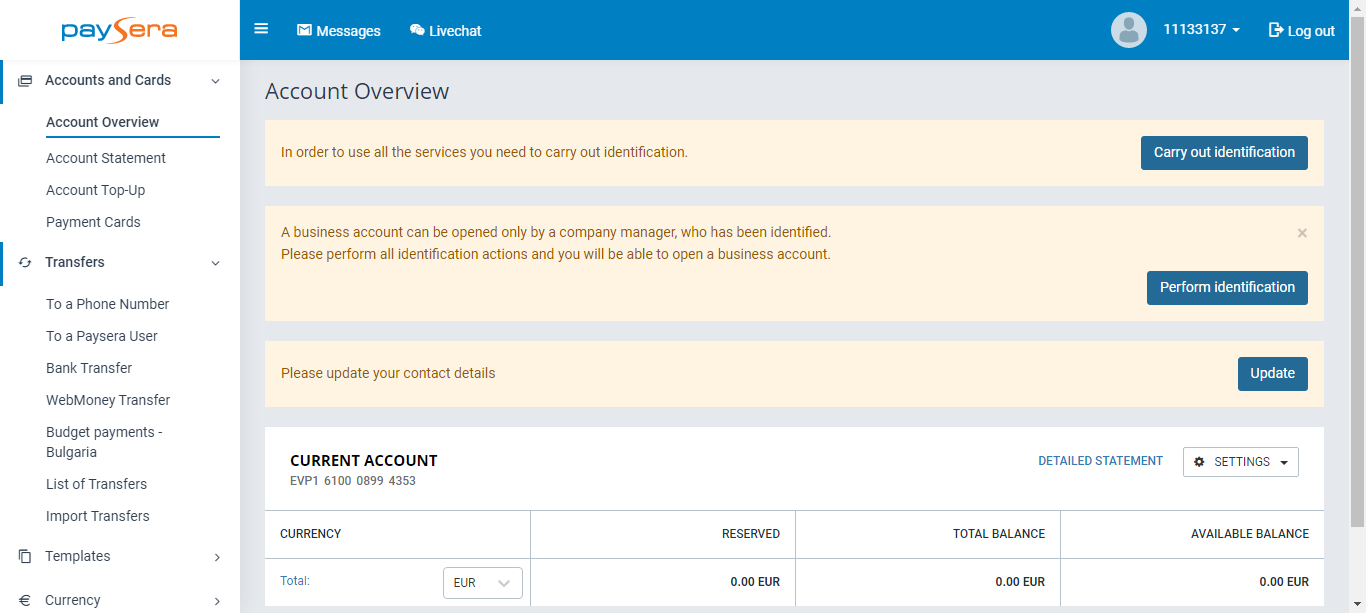 paysera
Messages
Livechat
11133137
Log out
Accounts and Cards
Account Overview
Account Statement
Account Top-Up
Payment Cards
Transfers
To a Phone Number
To a Paysera User
Bank Transfer
WebMoney Transfer
Budget payments -
Bulgaria
List of Transfers
Import Transfers
Templates
Currency
Account Overview
In order to use all the services you need to carry out identification.
Carry out identification
A business account can be opened only by a company manager, who has been identified.
Please perform all identification actions and you will be able to open a business account.
Perform identification
Please update your contact details
Update
CURRENT ACCOUNT
EVP1 6100 0899 4353
DETAILED STATEMENT
SETTINGS
CURRENCY RESERVED TOTAL BALANCE AVAILABLE BALANCE
Total: EUR 0.00 EUR 0.00 EUR 0.00 EUR